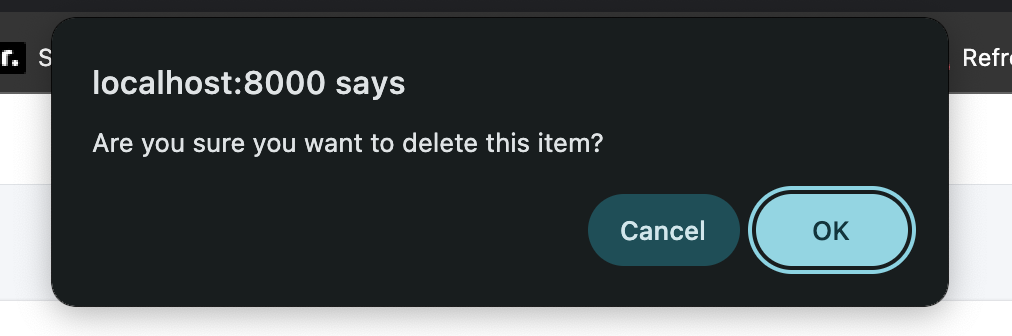 r. S
localhost:8000 says
Are you sure you want to delete this item?
Cancel
OK